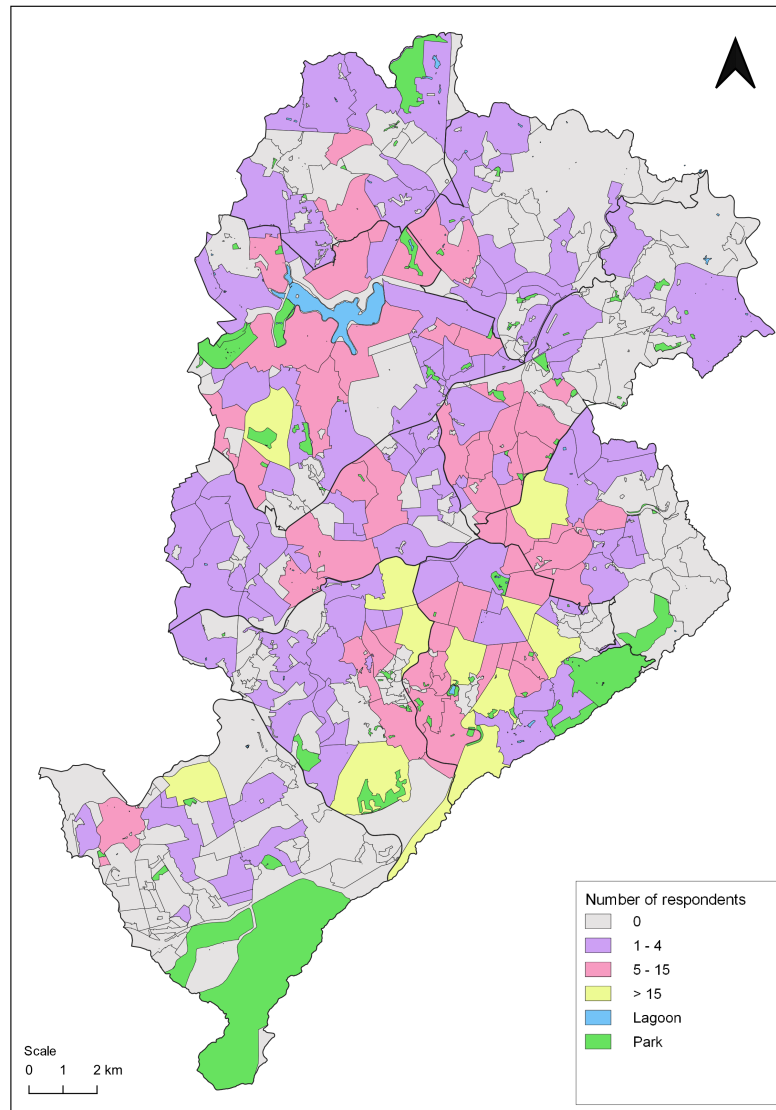 Number of respondents
0
1 - 4
5 - 15
> 15
Lagoon
Park
Scale
0 1 2 km